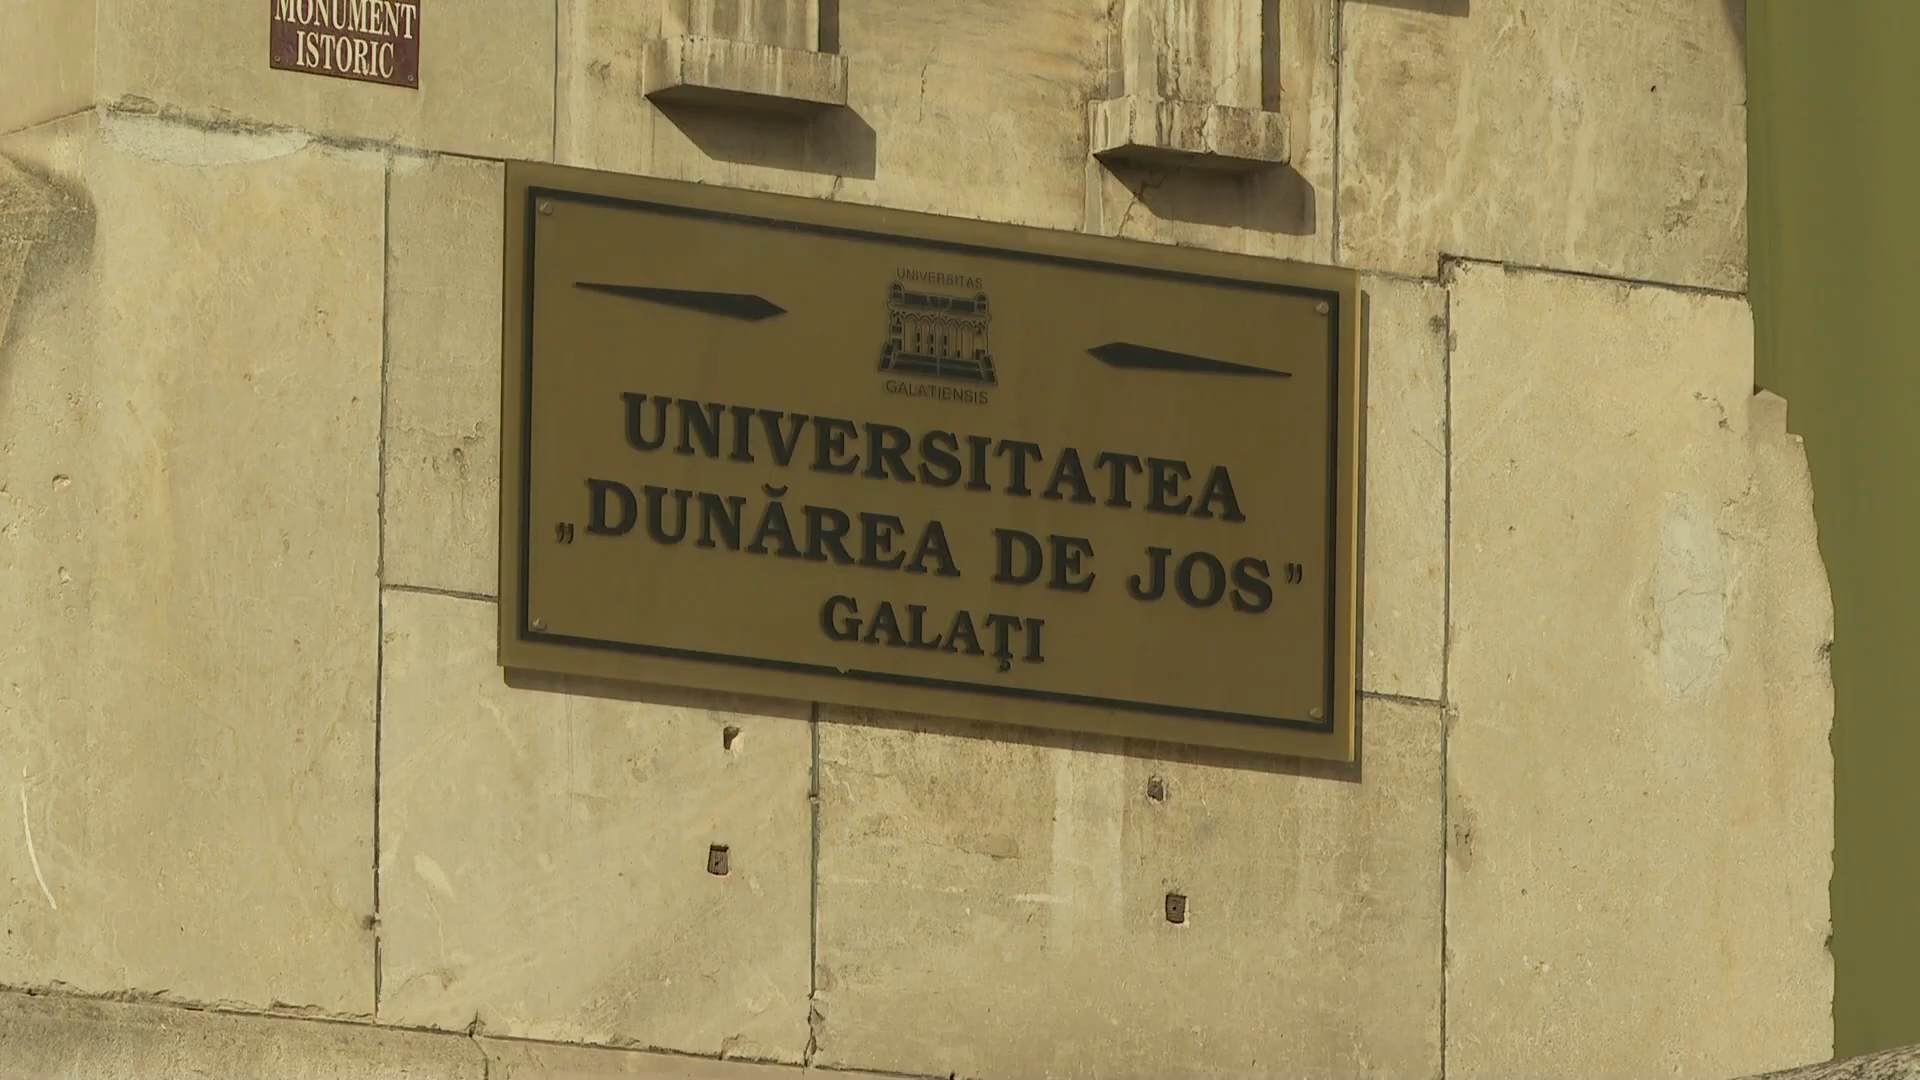 MONUMENT
ISTORIC
UNIVERSITAS
GALATIENSIS
UNIVERSITATEA
„DUNĂREA DE JOS”
GALAŢI